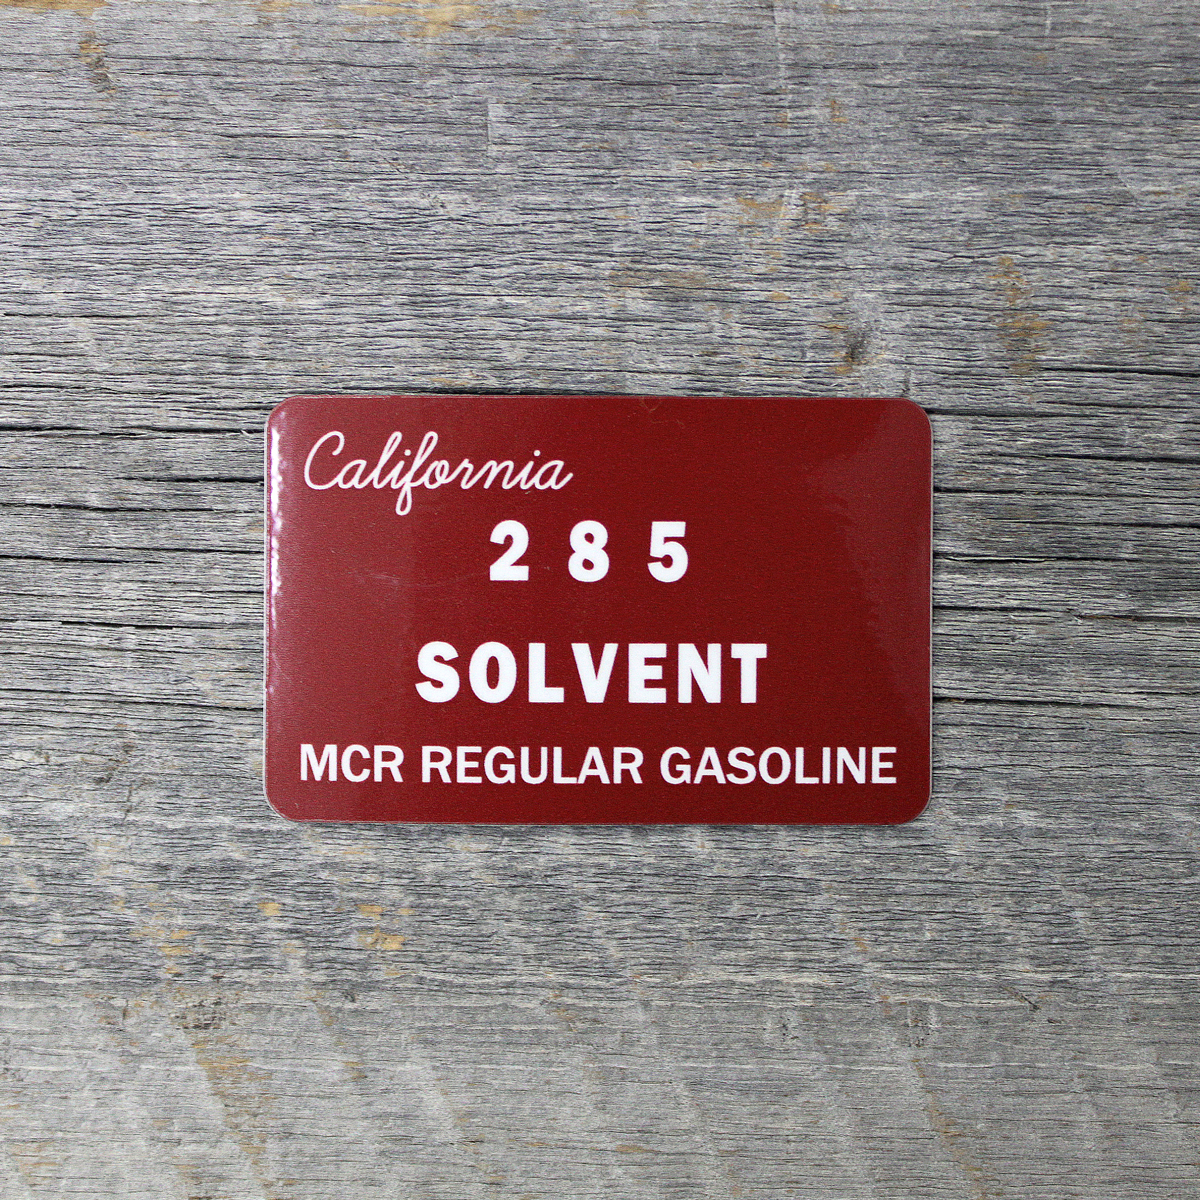 California
2 8 5
SOLVENT
MCR REGULAR GASOLINE